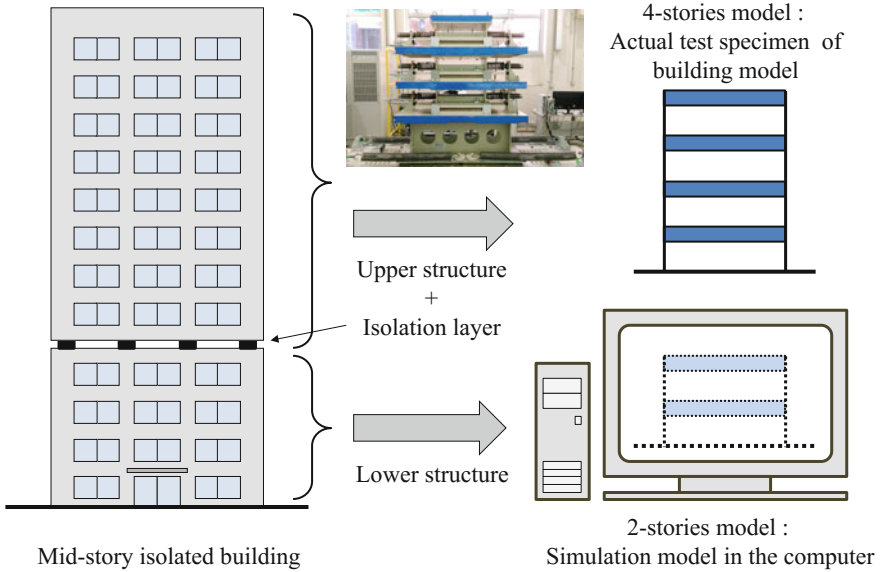 4-stories model :
Actual test specimen of
building model
Upper structure
+
Isolation layer
Lower structure
Mid-story isolated building
2-stories model :
Simulation model in the computer